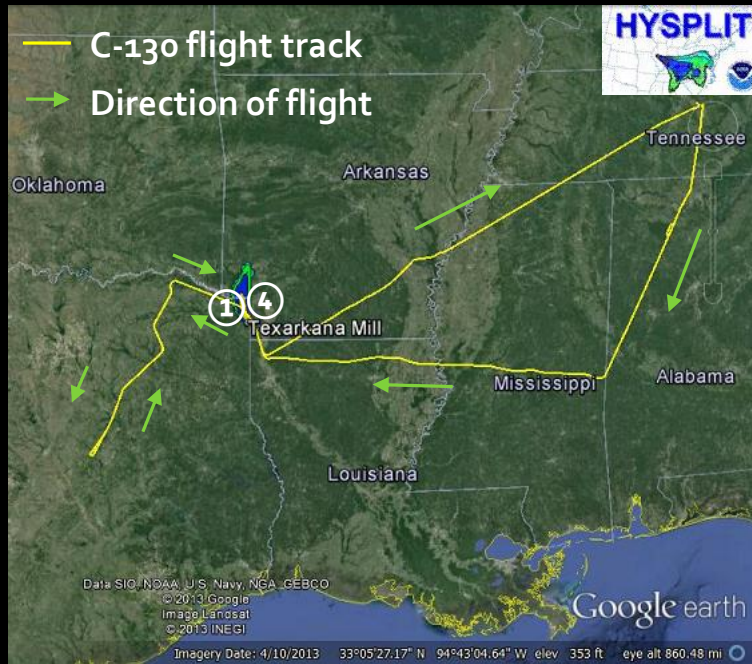 HYSPLIT
C-130 flight track
Direction of flight
Tennessee
Arkansas
Oklahoma
① ④
Texarkana Mill
Mississippi
Alabama
Louisiana
Data SIO, NOAA, U.S. Navy, NGA, GEBCO
© 2013 Google
Image Landsat
© 2013 INEGI
Google earth
Imagery Date: 4/10/2013 33°05'27.17" N 94°43'04.64" W elev 353 ft eye alt 860.48 mi